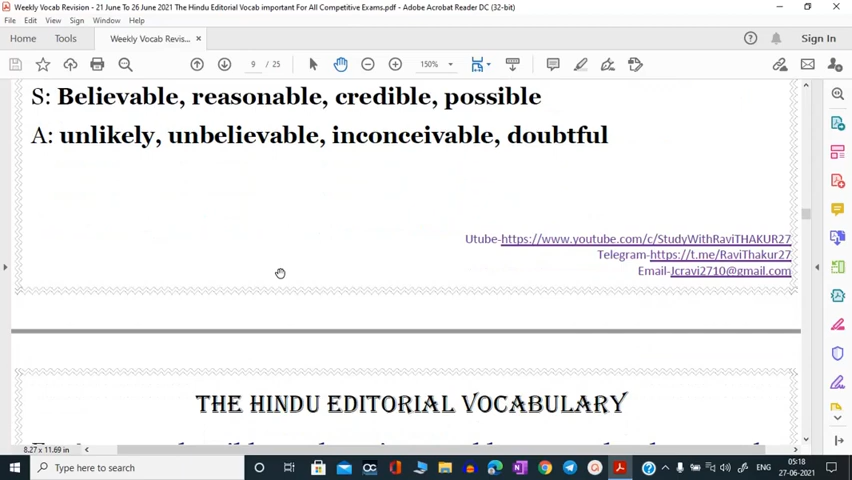 Weekly Vocab Revision - 21 June To 26 June 2021 The Hindu Editorial Vocab important For All Competitive Exams.pdf - Adobe Acrobat Reader DC (32-bit)
File Edit View Sign Window Help
Home Tools Weekly Vocab Revis... × ? Sign In
9 / 25 150%
S: Believable, reasonable, credible, possible
A: unlikely, unbelievable, inconceivable, doubtful
Utube-https://www.youtube.com/c/StudyWithRaviTHAKUR27
Telegram-https://t.me/RaviThakur27
Email-Jcravi2710@gmail.com
THE HINDU EDITORIAL VOCABULARY
8.27 x 11.69 in
Type here to search
ENG
05:18
27-06-2021